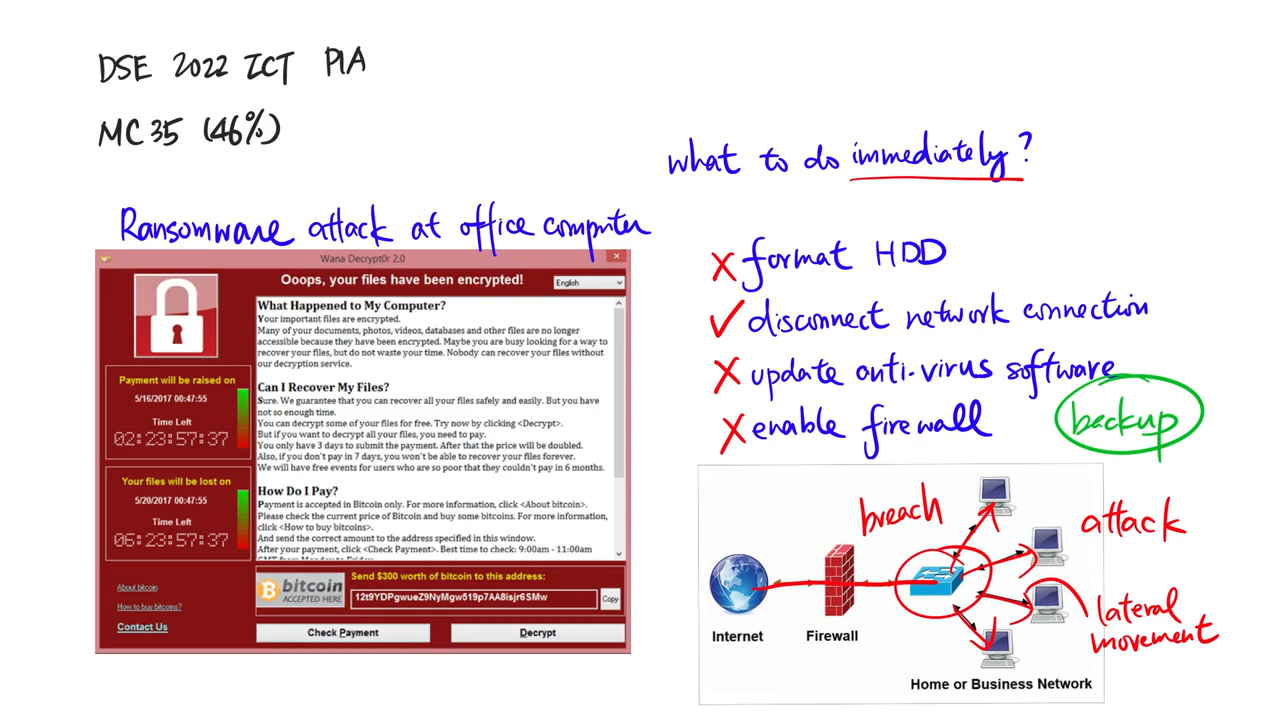 DSE 2022 ICT P1A
MC 35 (46%)
what to do immediately?
Ransomware attack at office computer
Wana Decrypt0r 2.0
Ooops, your files have been encrypted!
English
What Happened to My Computer?
Your important files are encrypted.
Many of your documents, photos, videos, databases and other files are no longer
accessible because they have been encrypted. Maybe you are busy looking for a way to
recover your files, but do not waste your time. Nobody can recover your files without
our decryption service.
Can I Recover My Files?
Sure. We guarantee that you can recover all your files safely and easily. But you have
not so enough time.
You can decrypt some of your files for free. Try now by clicking <Decrypt>.
But if you want to decrypt all your files, you need to pay.
You only have 3 days to submit the payment. After that the price will be doubled.
Also, if you don't pay in 7 days, you won't be able to recover your files forever.
We will have free events for users who are so poor that they couldn't pay in 6 months.
How Do I Pay?
Payment is accepted in Bitcoin only. For more information, click <About bitcoin>.
Please check the current price of Bitcoin and buy some bitcoins. For more information,
click <How to buy bitcoins>.
And send the correct amount to the address specified in this window.
After your payment, click <Check Payment>. Best time to check: 9:00am - 11:00am
GMT from Monday to Friday.
Payment will be raised on
5/16/2017 00:47:55
Time Left
02:23:57:37
Your files will be lost on
5/20/2017 00:47:55
Time Left
06:23:57:37
About bitcoin
How to buy bitcoins?
Contact Us
bitcoin
ACCEPTED HERE
Send $300 worth of bitcoin to this address:
12t9YDPgwueZ9NyMgw519p7AA8isjr6SMw
Copy
Check Payment
Decrypt
format HDD
disconnect network connection
update anti-virus software
enable firewall
backup
breach
attack
lateral
movement
Internet
Firewall
Home or Business Network